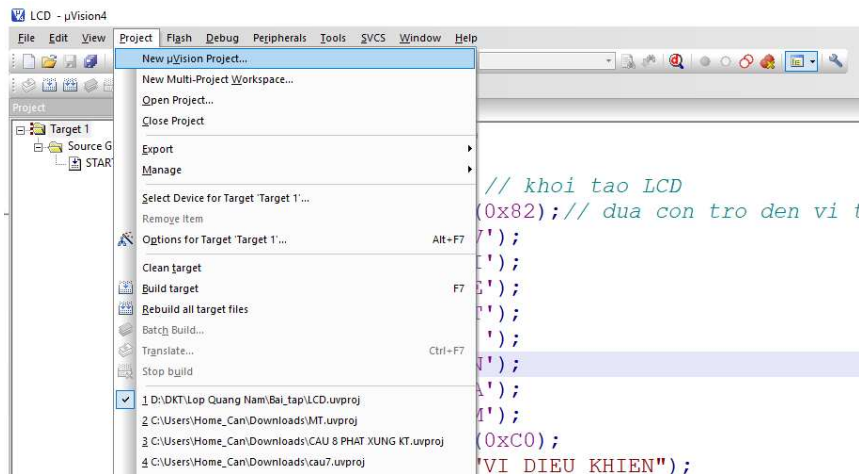 LCD - µVision4
File Edit View Project Flash Debug Peripherals Tools SVCS Window Help
New µVision Project...
New Multi-Project Workspace...
Open Project...
Close Project
Export
Manage
Select Device for Target 'Target 1'...
Remove Item
Options for Target 'Target 1'... Alt+F7
Clean target
Build target F7
Rebuild all target files
Batch Build...
Translate... Ctrl+F7
Stop build
1 D:\DKT\Lop Quang Nam\Bai_tap\LCD.uvproj
2 C:\Users\Home_Can\Downloads\MT.uvproj
3 C:\Users\Home_Can\Downloads\CAU 8 PHAT XUNG KT.uvproj
4 C:\Users\Home_Can\Downloads\cau7.uvproj
Project
Target 1
Source G
START
// khoi tao LCD
(0x82);// dua con tro den vi t
');
');
');
');
' ');
');
');
');
(0xC0);
"VI DIEU KHIEN");